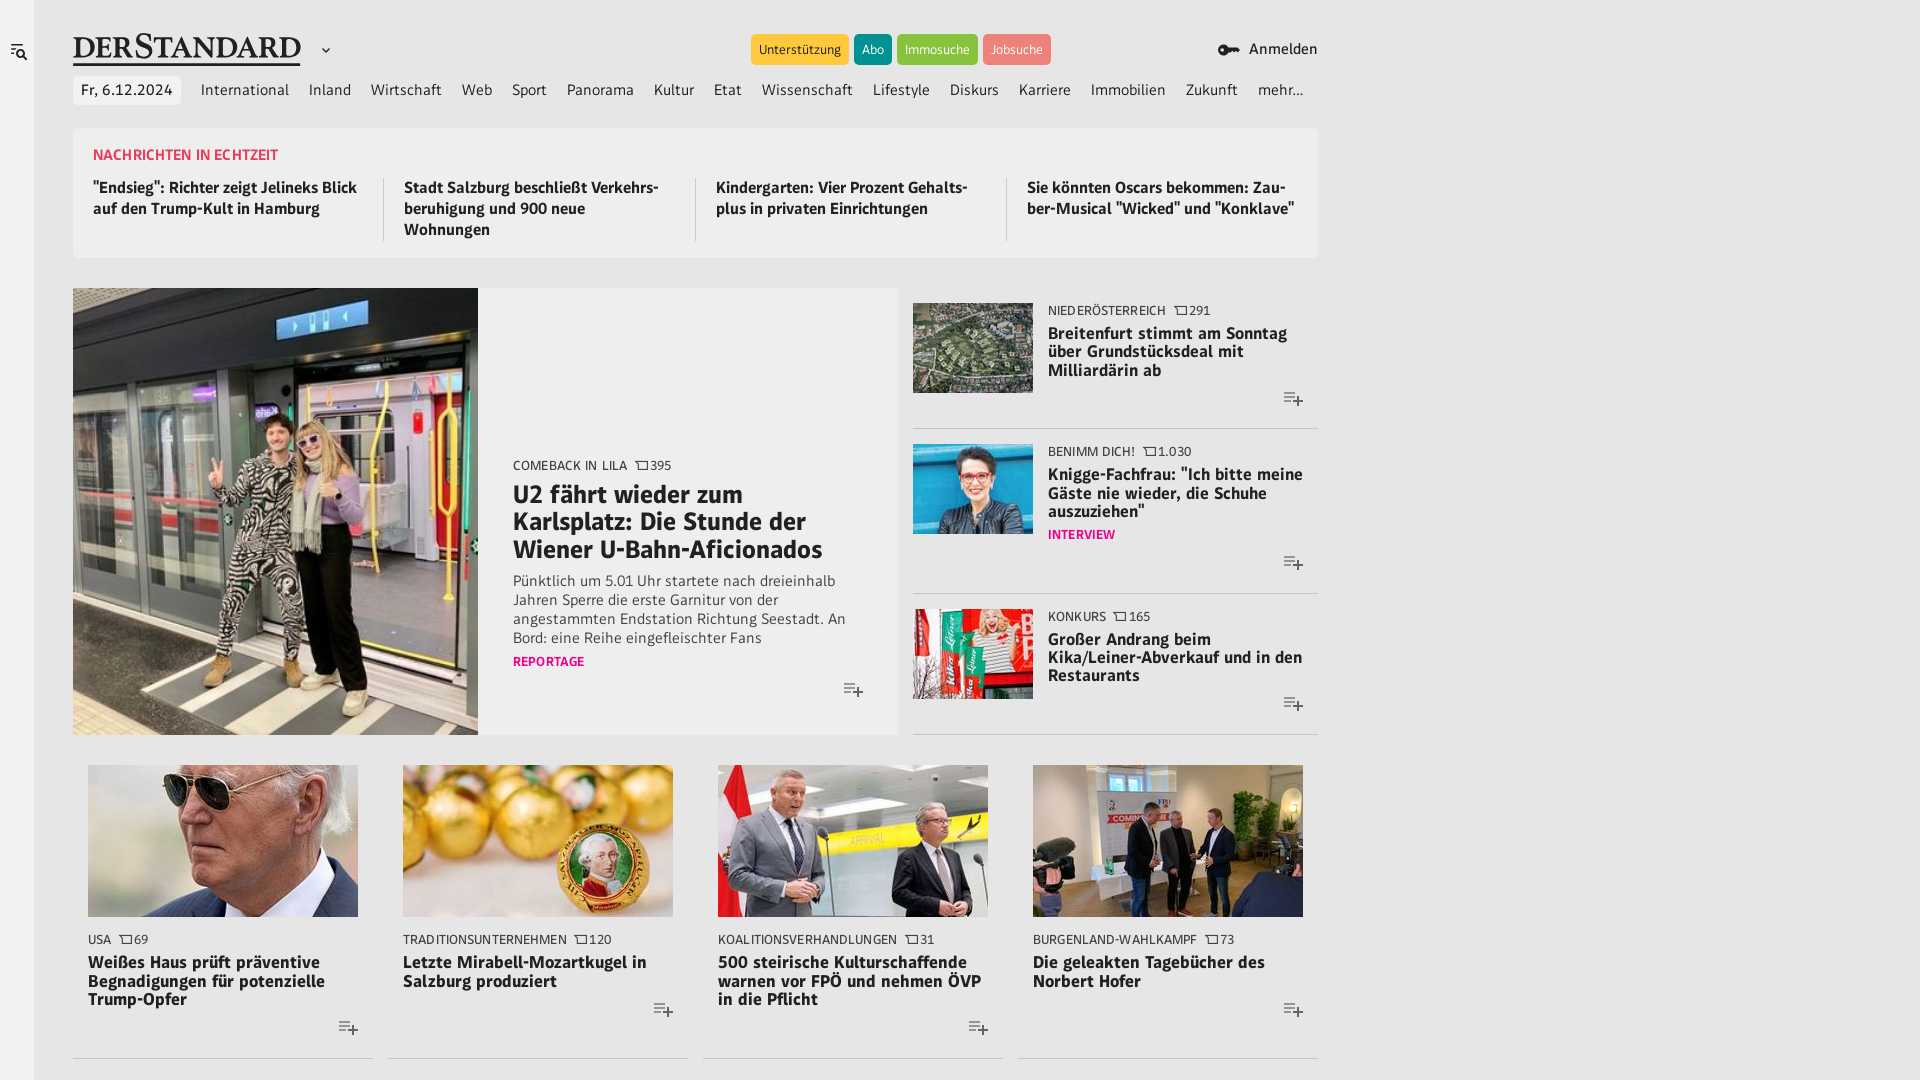 DERSTANDARD
Unterstützung
Abo
Immosuche
Jobsuche
Anmelden
Fr, 6.12.2024
International
Inland
Wirtschaft
Web
Sport
Panorama
Kultur
Etat
Wissenschaft
Lifestyle
Diskurs
Karriere
Immobilien
Zukunft
mehr...
NACHRICHTEN IN ECHTZEIT
"Endsieg": Richter zeigt Jelineks Blick
auf den Trump-Kult in Hamburg
Stadt Salzburg beschließt Verkehrs-
beruhigung und 900 neue
Wohnungen
Kindergarten: Vier Prozent Gehalts-
plus in privaten Einrichtungen
Sie könnten Oscars bekommen: Zau-
ber-Musical "Wicked" und "Konklave"
COMEBACK IN LILA 395
U2 fährt wieder zum
Karlsplatz: Die Stunde der
Wiener U-Bahn-Aficionados
Pünktlich um 5.01 Uhr startete nach dreieinhalb
Jahren Sperre die erste Garnitur von der
angestammten Endstation Richtung Seestadt. An
Bord: eine Reihe eingefleischter Fans
REPORTAGE
NIEDERÖSTERREICH 291
Breitenfurt stimmt am Sonntag
über Grundstücksdeal mit
Milliardärin ab
BENIMM DICH! 1.030
Knigge-Fachfrau: "Ich bitte meine
Gäste nie wieder, die Schuhe
auszuziehen"
INTERVIEW
kika
Leiner
Leiner
KONKURS 165
Großer Andrang beim
Kika/Leiner-Abverkauf und in den
Restaurants
USA 69
Weißes Haus prüft präventive
Begnadigungen für potenzielle
Trump-Opfer
TRADITIONSUNTERNEHMEN 120
Letzte Mirabell-Mozartkugel in
Salzburg produziert
KOALITIONSVERHANDLUNGEN 31
500 steirische Kulturschaffende
warnen vor FPÖ und nehmen ÖVP
in die Pflicht
BURGENLAND-WAHLKAMPF 73
Die geleakten Tagebücher des
Norbert Hofer